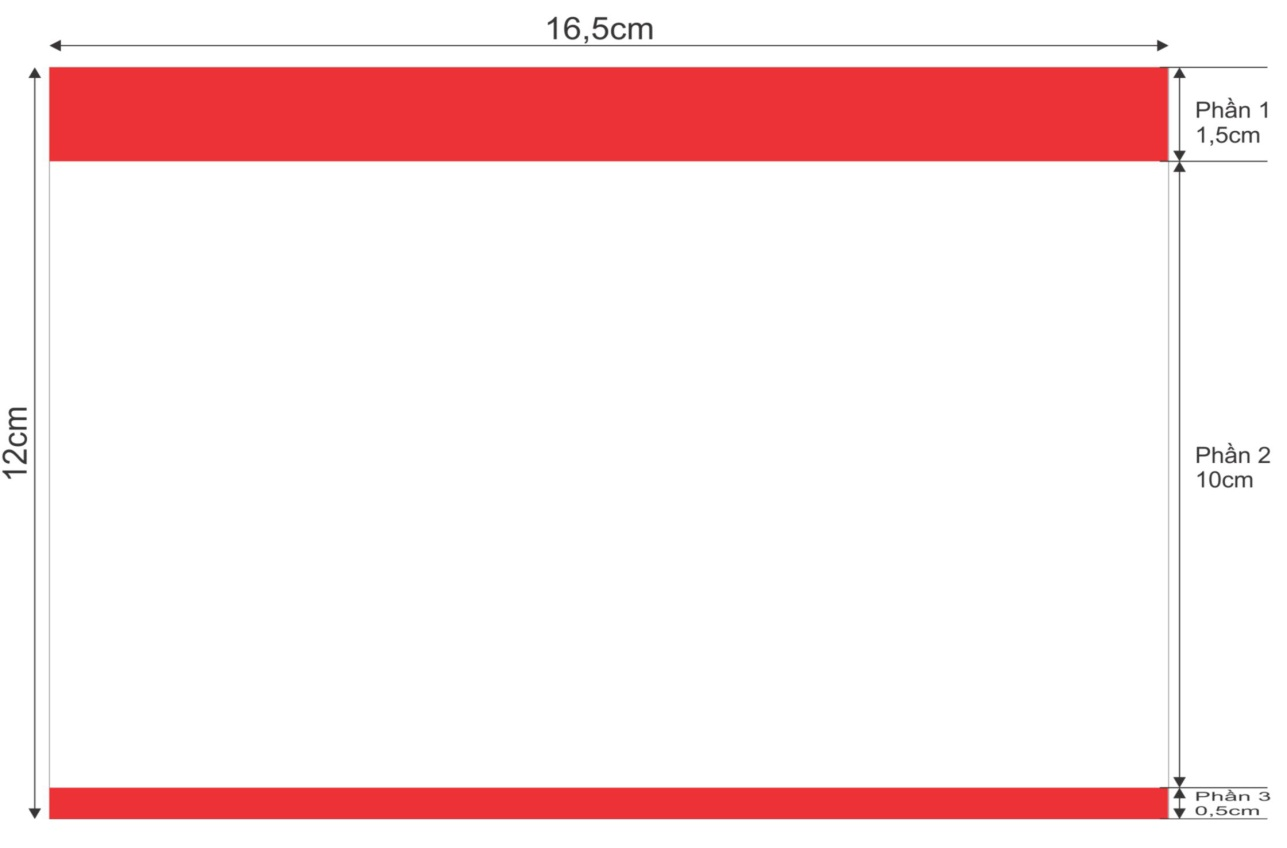 16,5cm
12cm
Phần 1
1,5cm
Phần 2
10cm
Phần 3
0,5cm